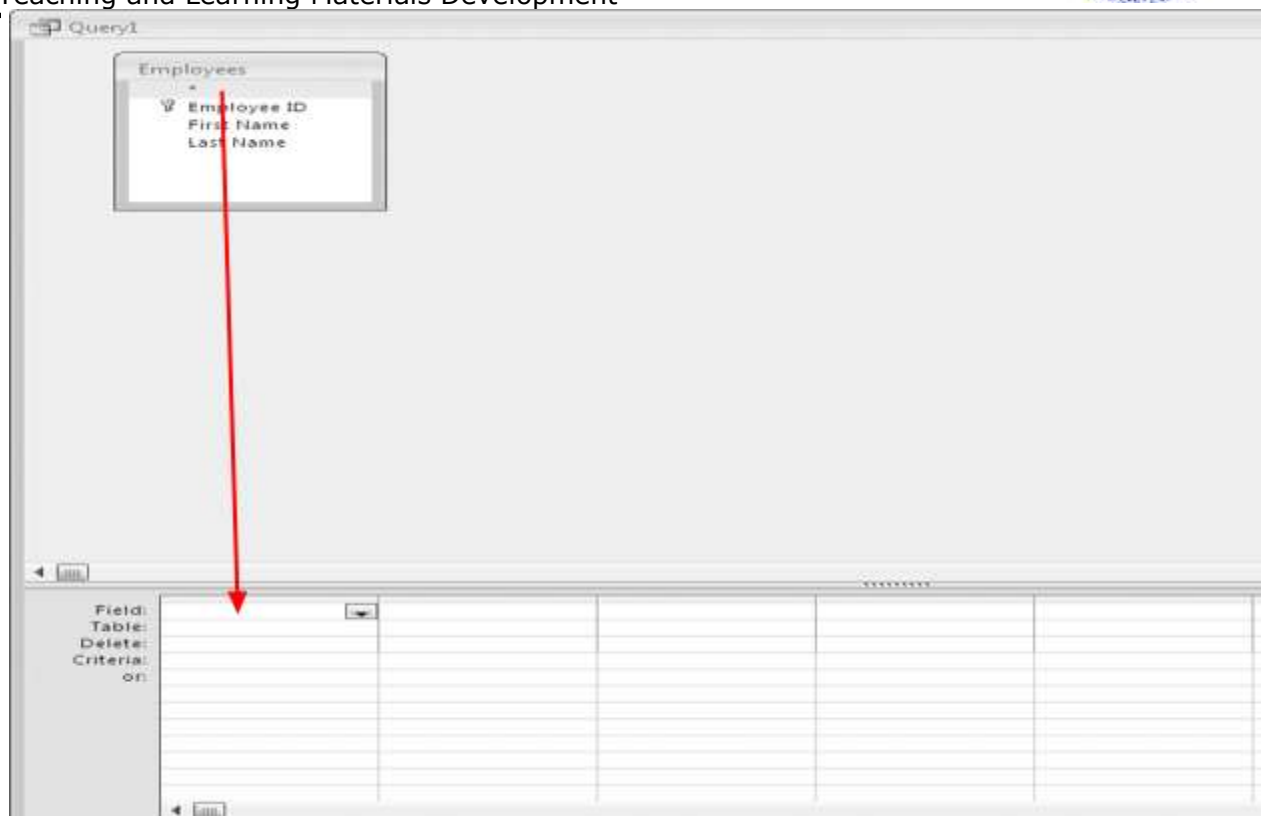 Teaching and Learning Materials Development
Query1
Employees
*
Employee ID
First Name
Last Name
Field:
Table:
Delete:
Criteria:
or: